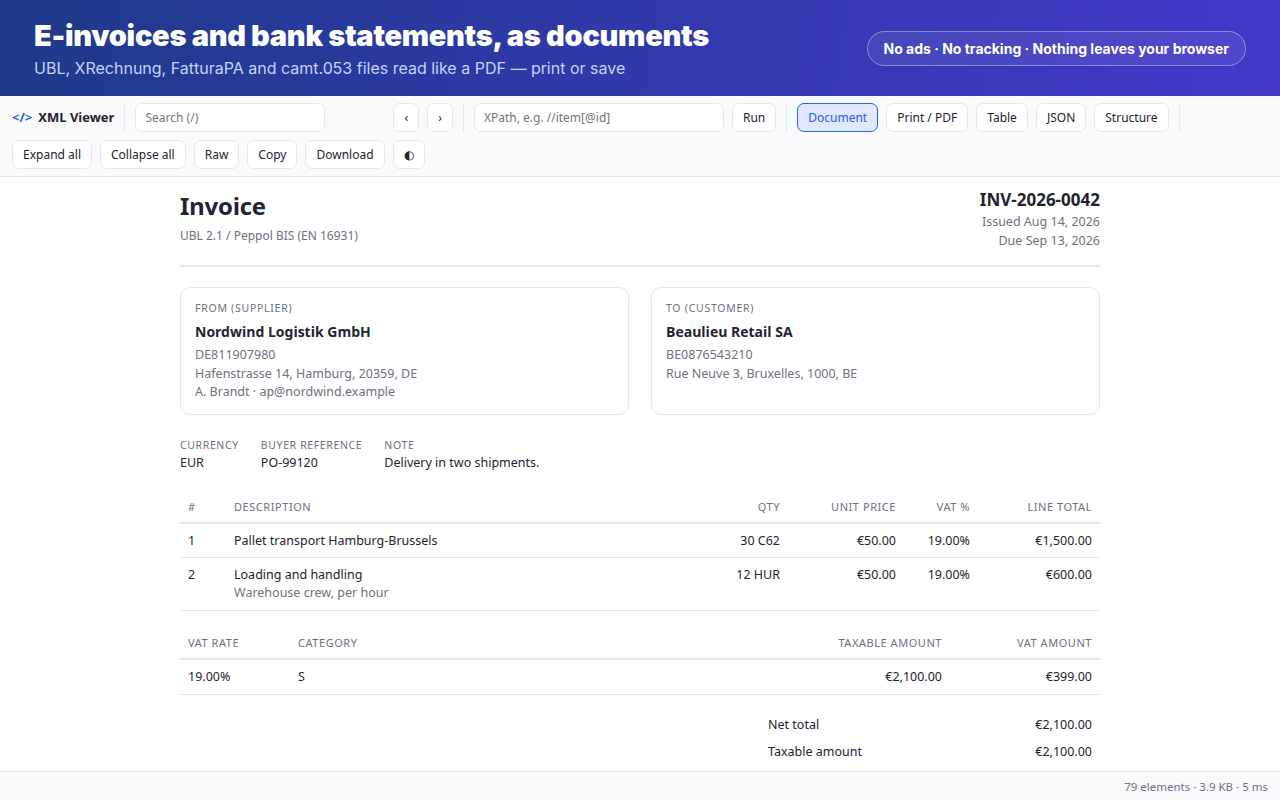 E-invoices and bank statements, as documents
UBL, XRechnung, FatturaPA and camt.053 files read like a PDF — print or save
No ads · No tracking · Nothing leaves your browser
</> XML Viewer
Search (/)
‹ ›
XPath, e.g. //item[@id]
Run
Document Print / PDF Table JSON Structure
Expand all Collapse all Raw Copy Download ◐
Invoice
UBL 2.1 / Peppol BIS (EN 16931)
INV-2026-0042
Issued Aug 14, 2026
Due Sep 13, 2026
FROM (SUPPLIER)
Nordwind Logistik GmbH
DE811907980
Hafenstrasse 14, Hamburg, 20359, DE
A. Brandt · ap@nordwind.example
TO (CUSTOMER)
Beaulieu Retail SA
BE0876543210
Rue Neuve 3, Bruxelles, 1000, BE
CURRENCY BUYER REFERENCE NOTE
EUR PO-99120 Delivery in two shipments.
# DESCRIPTION QTY UNIT PRICE VAT % LINE TOTAL
1 Pallet transport Hamburg-Brussels 30 C62 €50.00 19.00% €1,500.00
2 Loading and handling 12 HUR €50.00 19.00% €600.00
Warehouse crew, per hour
VAT RATE CATEGORY TAXABLE AMOUNT VAT AMOUNT
19.00% S €2,100.00 €399.00
Net total €2,100.00
Taxable amount €2,100.00
79 elements · 3.9 KB · 5 ms